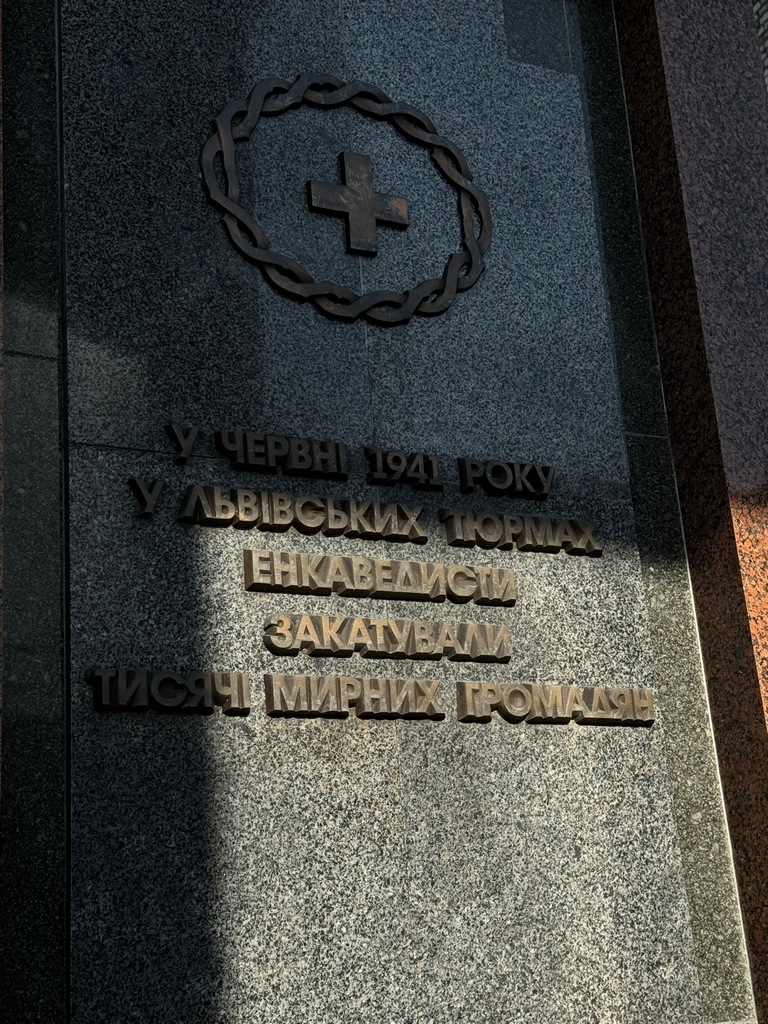 У ЧЕРВНІ 1941 РОКУ
У ЛЬВІВСЬКИХ ТЮРМАХ
ЕНКАВЕДИСТИ
ЗАКАТУВАЛИ
ТИСЯЧІ МИРНИХ ГРОМАДЯН